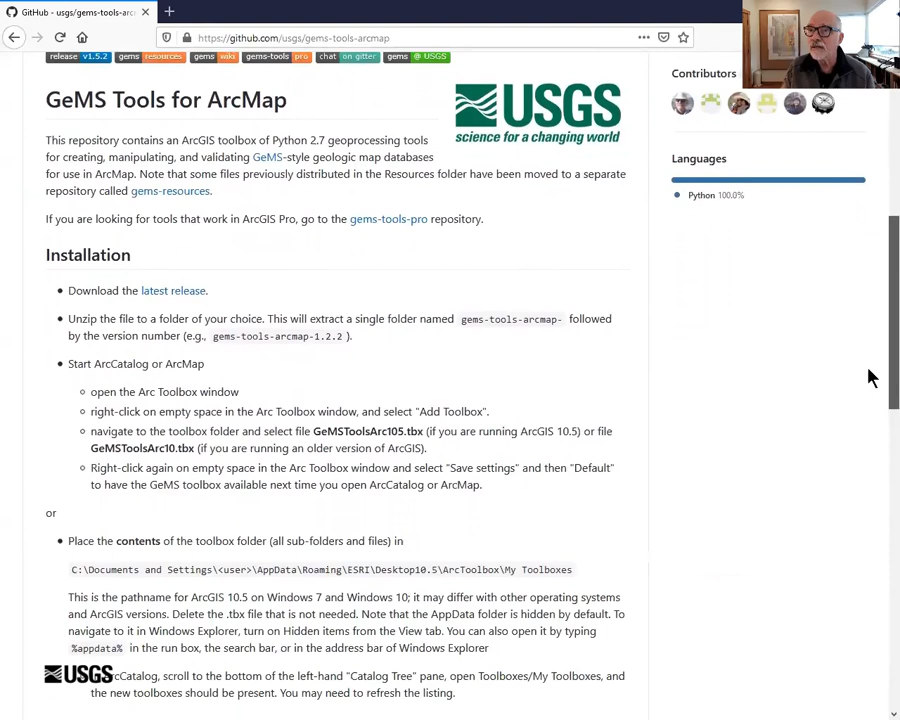 GitHub - usgs/gems-tools-arc
https://github.com/usgs/gems-tools-arcmap
release v1.5.2 gems resources gems wiki gems-tools pro chat on gitter gems @ USGS
GeMS Tools for ArcMap
USGS
science for a changing world
This repository contains an ArcGIS toolbox of Python 2.7 geoprocessing tools
for creating, manipulating, and validating GeMS-style geologic map databases
for use in ArcMap. Note that some files previously distributed in the Resources folder have been moved to a separate
repository called gems-resources.
If you are looking for tools that work in ArcGIS Pro, go to the gems-tools-pro repository.
Installation
Download the latest release.
Unzip the file to a folder of your choice. This will extract a single folder named gems-tools-arcmap- followed
by the version number (e.g., gems-tools-arcmap-1.2.2 ).
Start ArcCatalog or ArcMap
open the Arc Toolbox window
right-click on empty space in the Arc Toolbox window, and select "Add Toolbox".
navigate to the toolbox folder and select file GeMSToolsArc105.tbx (if you are running ArcGIS 10.5) or file
GeMSToolsArc10.tbx (if you are running an older version of ArcGIS).
Right-click again on empty space in the Arc Toolbox window and select "Save settings" and then "Default"
to have the GeMS toolbox available next time you open ArcCatalog or ArcMap.
or
Place the contents of the toolbox folder (all sub-folders and files) in
C:\Documents and Settings\<user>\AppData\Roaming\ESRI\Desktop10.5\ArcToolbox\My Toolboxes
This is the pathname for ArcGIS 10.5 on Windows 7 and Windows 10; it may differ with other operating systems
and ArcGIS versions. Delete the .tbx file that is not needed. Note that the AppData folder is hidden by default. To
navigate to it in Windows Explorer, turn on Hidden items from the View tab. You can also open it by typing
%appdata% in the run box, the search bar, or in the address bar of Windows Explorer
USGS
rcCatalog, scroll to the bottom of the left-hand "Catalog Tree" pane, open Toolboxes/My Toolboxes, and
the new toolboxes should be present. You may need to refresh the listing.
Contributors
Languages
Python 100.0%